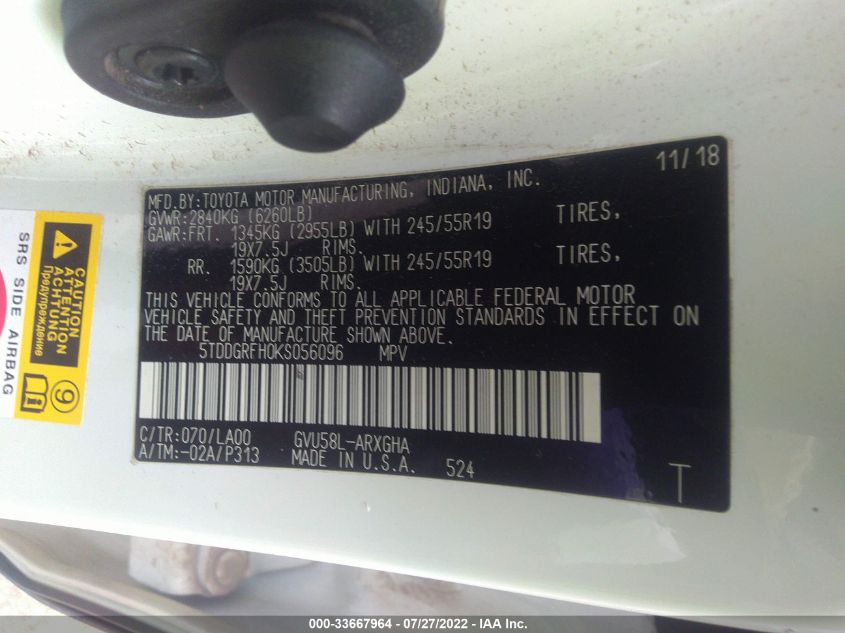 11/18
MFD.BY:TOYOTA MOTOR MANUFACTURING, INDIANA, INC.
GVWR:2840KG (6260LB)
GAWR:FRT. 1345KG (2955LB) WITH 245/55R19 TIRES,
19X7.5J RIMS.
RR. 1590KG (3505LB) WITH 245/55R19 TIRES,
19X7.5J RIMS.
THIS VEHICLE CONFORMS TO ALL APPLICABLE FEDERAL MOTOR
VEHICLE SAFETY AND THEFT PREVENTION STANDARDS IN EFFECT ON
THE DATE OF MANUFACTURE SHOWN ABOVE.
5TDDGRFH0KS056096 MPV
C/TR:070/LA00 GVU58L-ARXGHA
A/TM:-02A/P313 MADE IN U.S.A. 524
T
SRS SIDE AIRBAG
CAUTION
ATTENTION
ACHTUNG
Предупреждение
9
000-33667964 / 07/27/2022 - IAA Inc.